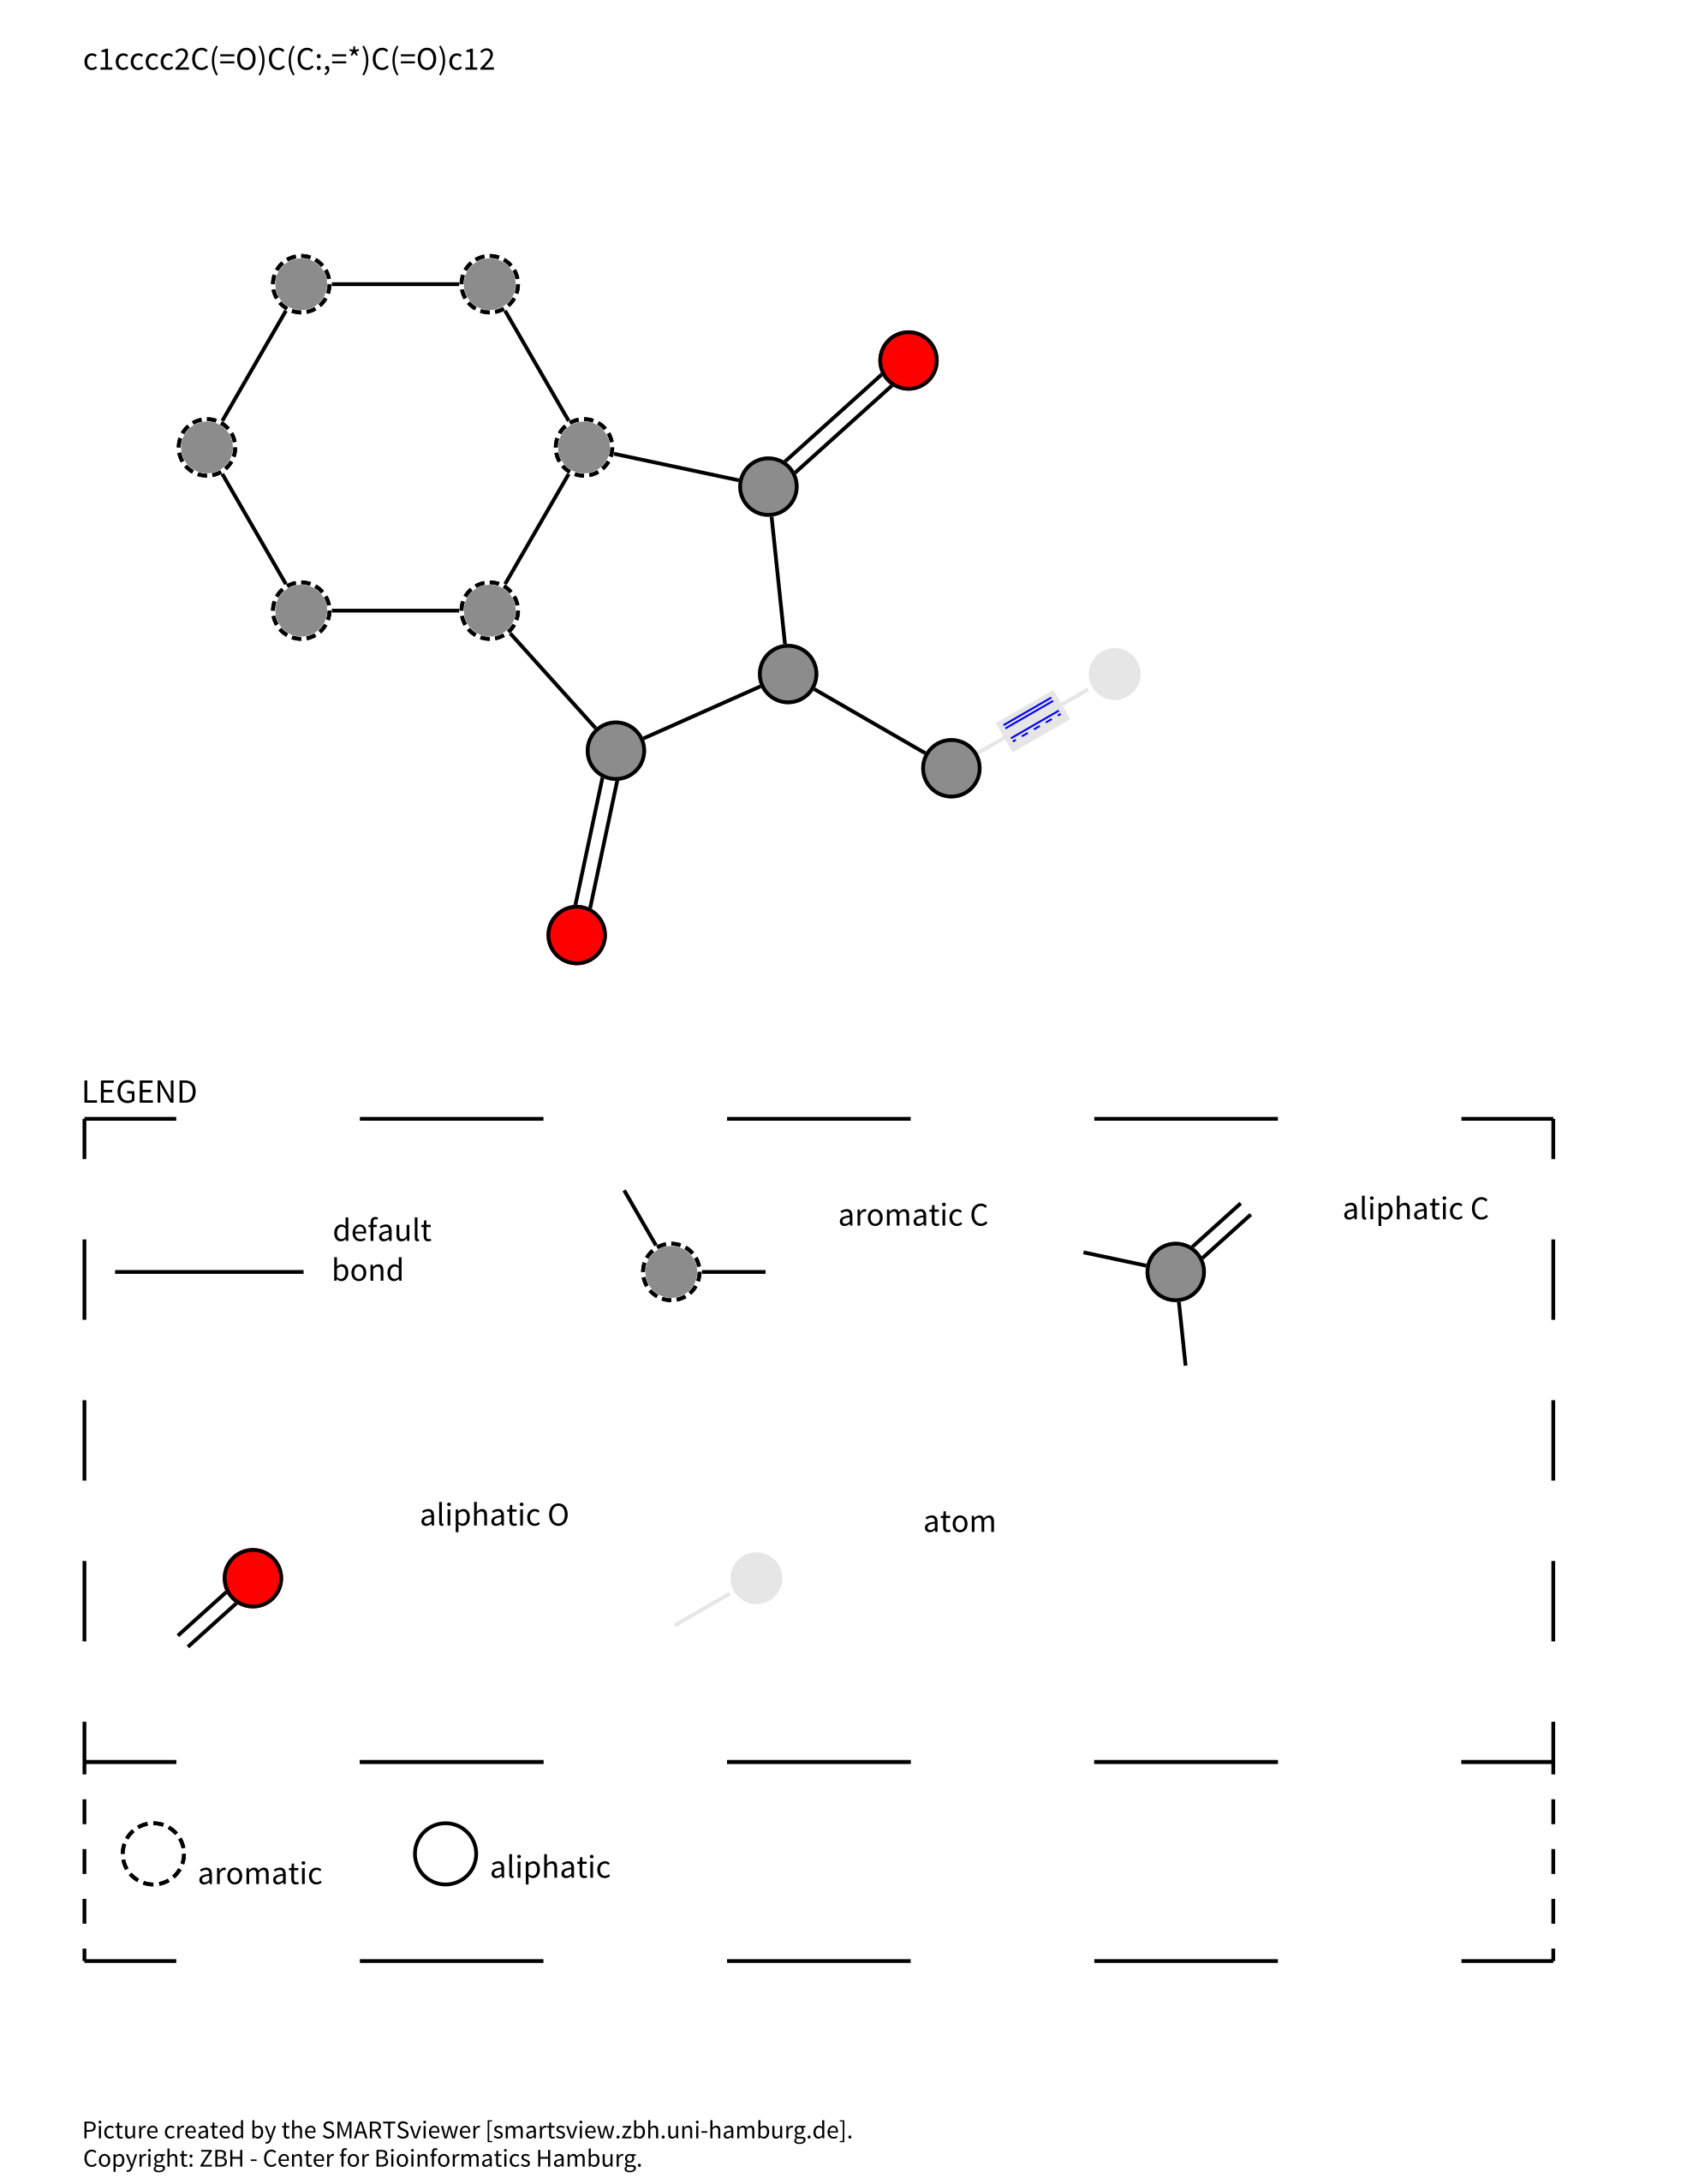 c1cccc2C(=O)C(C:,=*)C(=O)c12
LEGEND
default
bond
aromatic C
aliphatic C
aliphatic O
atom
aromatic
aliphatic
Picture created by the SMARTSviewer [smartsview.zbh.uni-hamburg.de].
Copyright: ZBH - Center for Bioinformatics Hamburg.